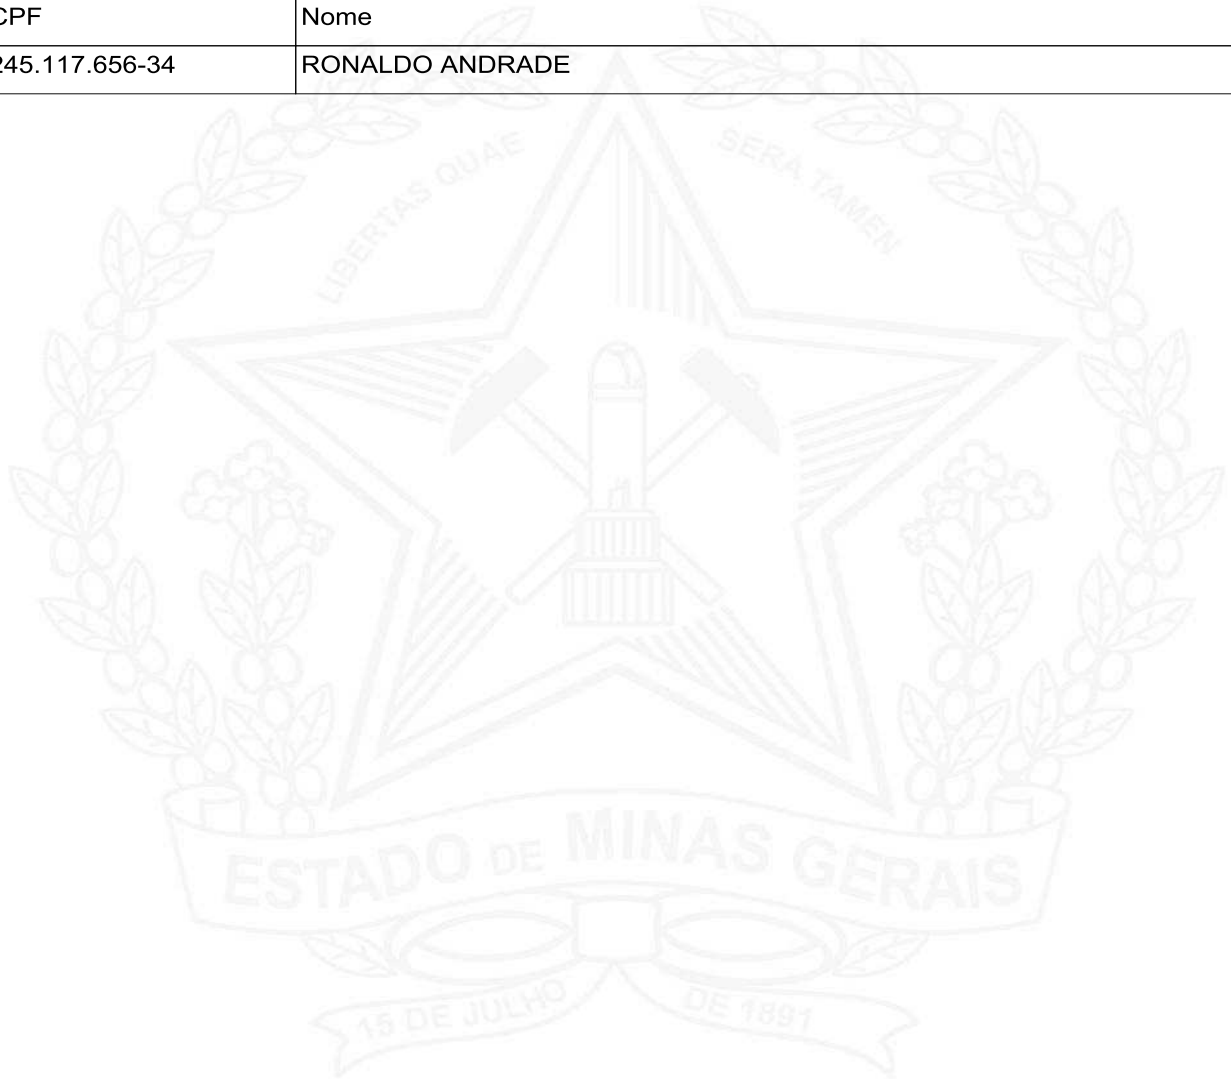 CPF Nome
245.117.656-34 RONALDO ANDRADE
LIBERTAS QUAE SERA TAMEN
ESTADO DE MINAS GERAIS
15 DE JULHO DE 1891